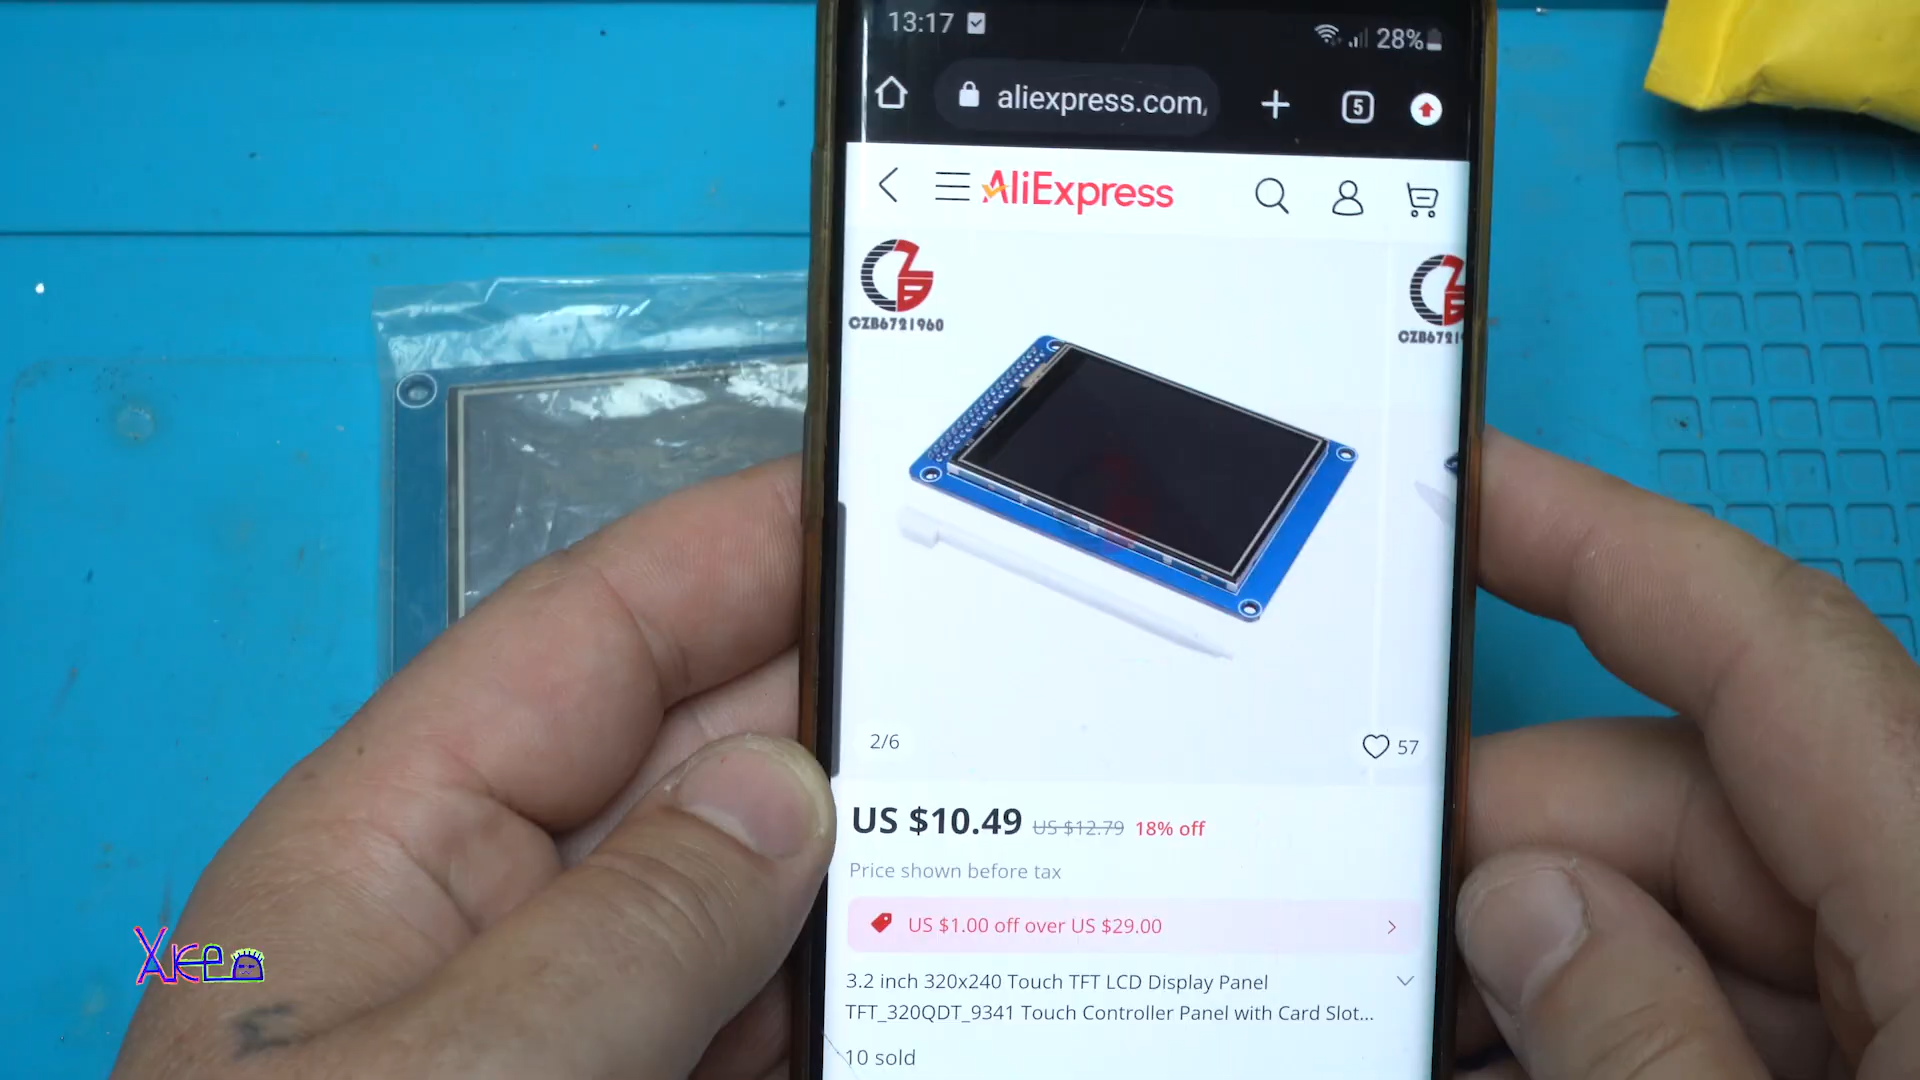 13:17
28%
aliexpress.com/
5
AliExpress
CZB6721960
CZB671
2/6
57
US $10.49 US $12.79 18% off
Price shown before tax
US $1.00 off over US $29.00
3.2 inch 320x240 Touch TFT LCD Display Panel
TFT_320QDT_9341 Touch Controller Panel with Card Slot...
10 sold